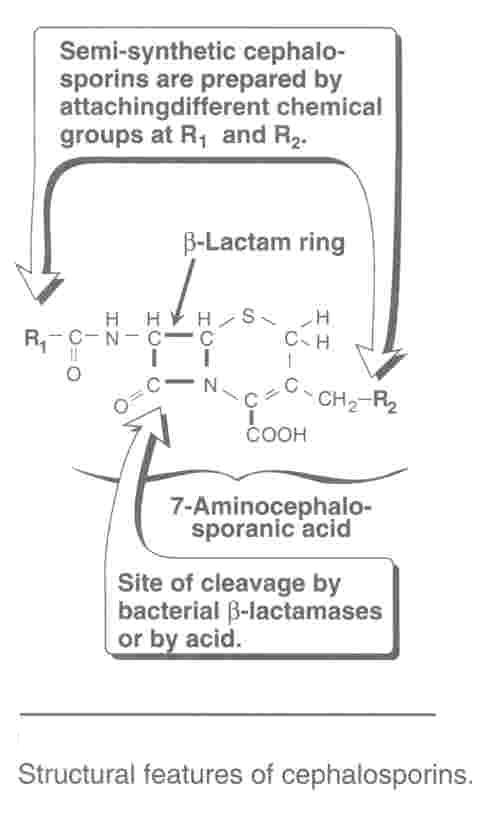 Semi-synthetic cephalo-
sporins are prepared by
attachingdifferent chemical
groups at R₁ and R₂.
β-Lactam ring
H H H S H
R₁-C-N-C-C C-H
O C-N C=C CH₂-R₂
O
COOH
7-Aminocephalo-
sporanic acid
Site of cleavage by
bacterial β-lactamases
or by acid.
Structural features of cephalosporins.